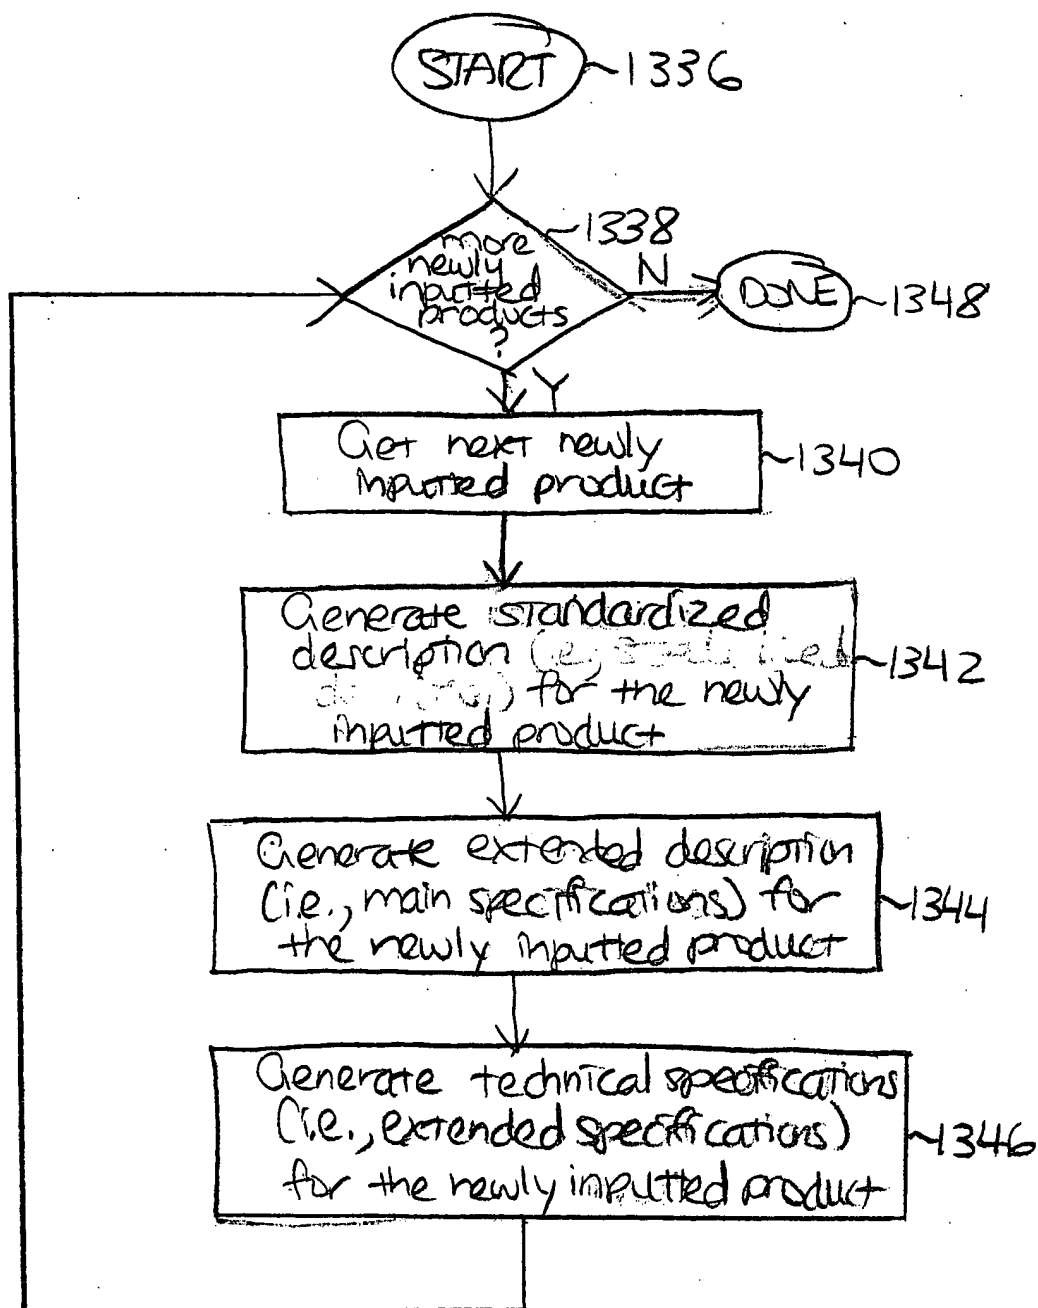 START
1336
1338
more
newly
inputted
products
?
N
DONE
1348
Y
Get next newly
inputted product
1340
Generate standardized
description (i.e.,
for the newly
inputted product
1342
Generate extended description
(i.e., main specifications) for
the newly inputted product
1344
Generate technical specifications
(i.e., extended specifications)
for the newly inputted product
1346